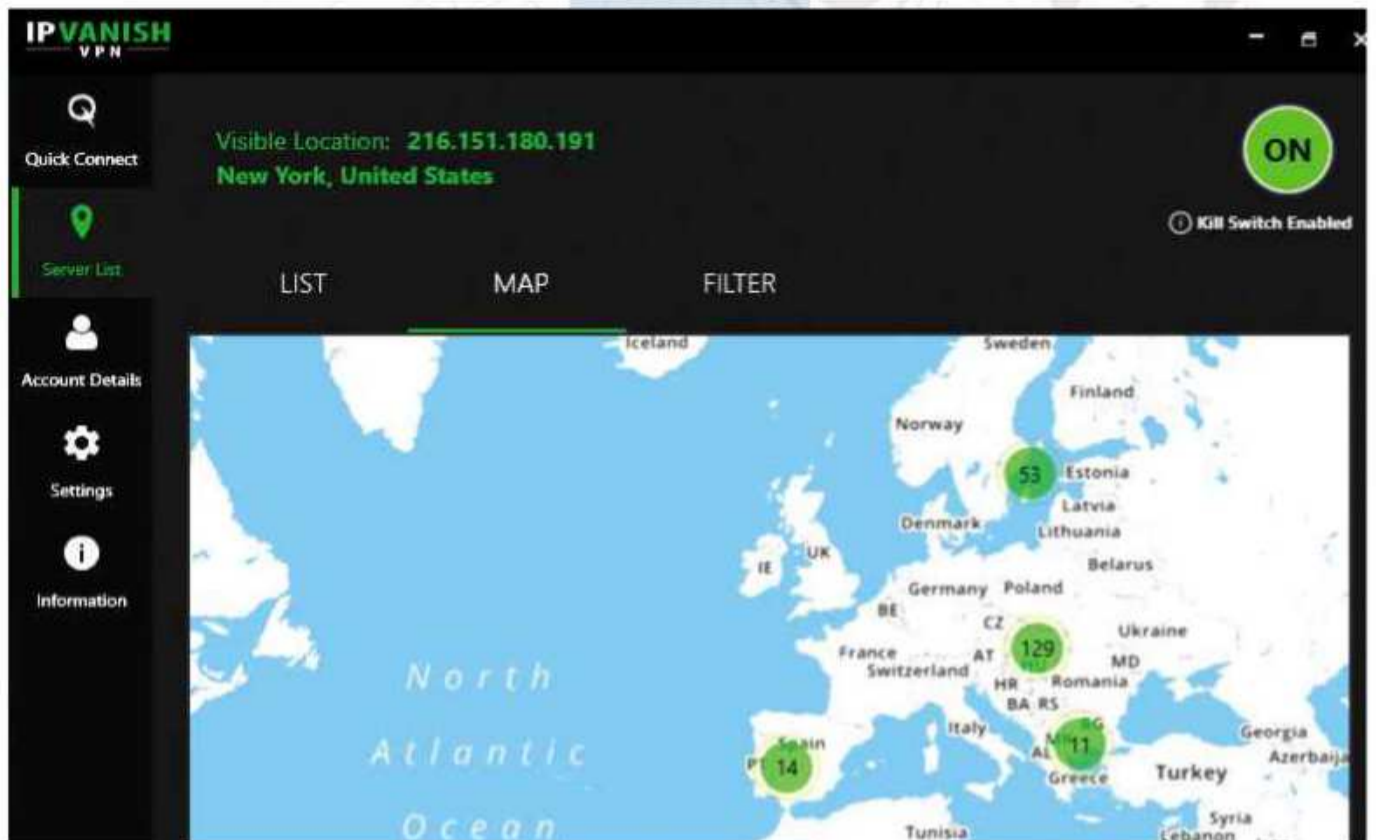 IPVANISH
VPN
Quick Connect
Server List
Account Details
Settings
Information
Visible Location: 216.151.180.191
New York, United States
ON
Kill Switch Enabled
LIST
MAP
FILTER
Iceland
Sweden
Finland
Norway
53
Estonia
Latvia
Denmark
Lithuania
UK
IE
Belarus
Germany
Poland
BE
CZ
Ukraine
France
AT
129
MD
Switzerland
HR
Romania
BA
RS
North
Atlantic
Ocean
Italy
Spain
14
11
AL
Greece
Turkey
Georgia
Azerbaija
Syria
Lebanon
Tunisia